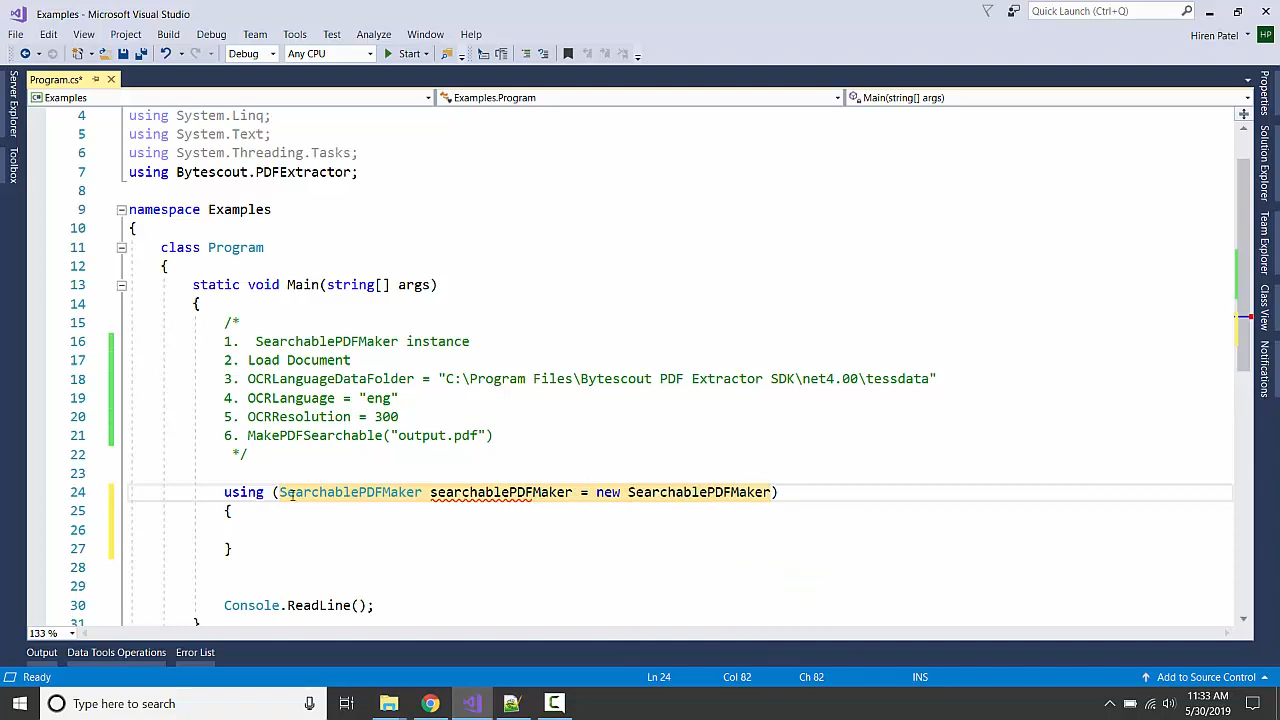 Examples - Microsoft Visual Studio
Quick Launch (Ctrl+Q)
File Edit View Project Build Debug Team Tools Test Analyze Window Help
Hiren Patel HP
Debug Any CPU Start
Program.cs*
Examples Examples.Program Main(string[] args)
Server Explorer
Toolbox
4 using System.Linq;
5 using System.Text;
6 using System.Threading.Tasks;
7 using Bytescout.PDFExtractor;
8
9 namespace Examples
10 {
11 class Program
12 {
13 static void Main(string[] args)
14 {
15 /*
16 1. SearchablePDFMaker instance
17 2. Load Document
18 3. OCRLanguageDataFolder = "C:\Program Files\Bytescout PDF Extractor SDK\net4.00\tessdata"
19 4. OCRLanguage = "eng"
20 5. OCRResolution = 300
21 6. MakePDFSearchable("output.pdf")
22 */
23
24 using (SearchablePDFMaker searchablePDFMaker = new SearchablePDFMaker)
25 {
26
27 }
28
29
30 Console.ReadLine();
31 }
Properties
Solution Explorer
Team Explorer
Class View
Notifications
133 %
Output Data Tools Operations Error List
Ready Ln 24 Col 82 Ch 82 INS Add to Source Control
Type here to search
11:33 AM
5/30/2019